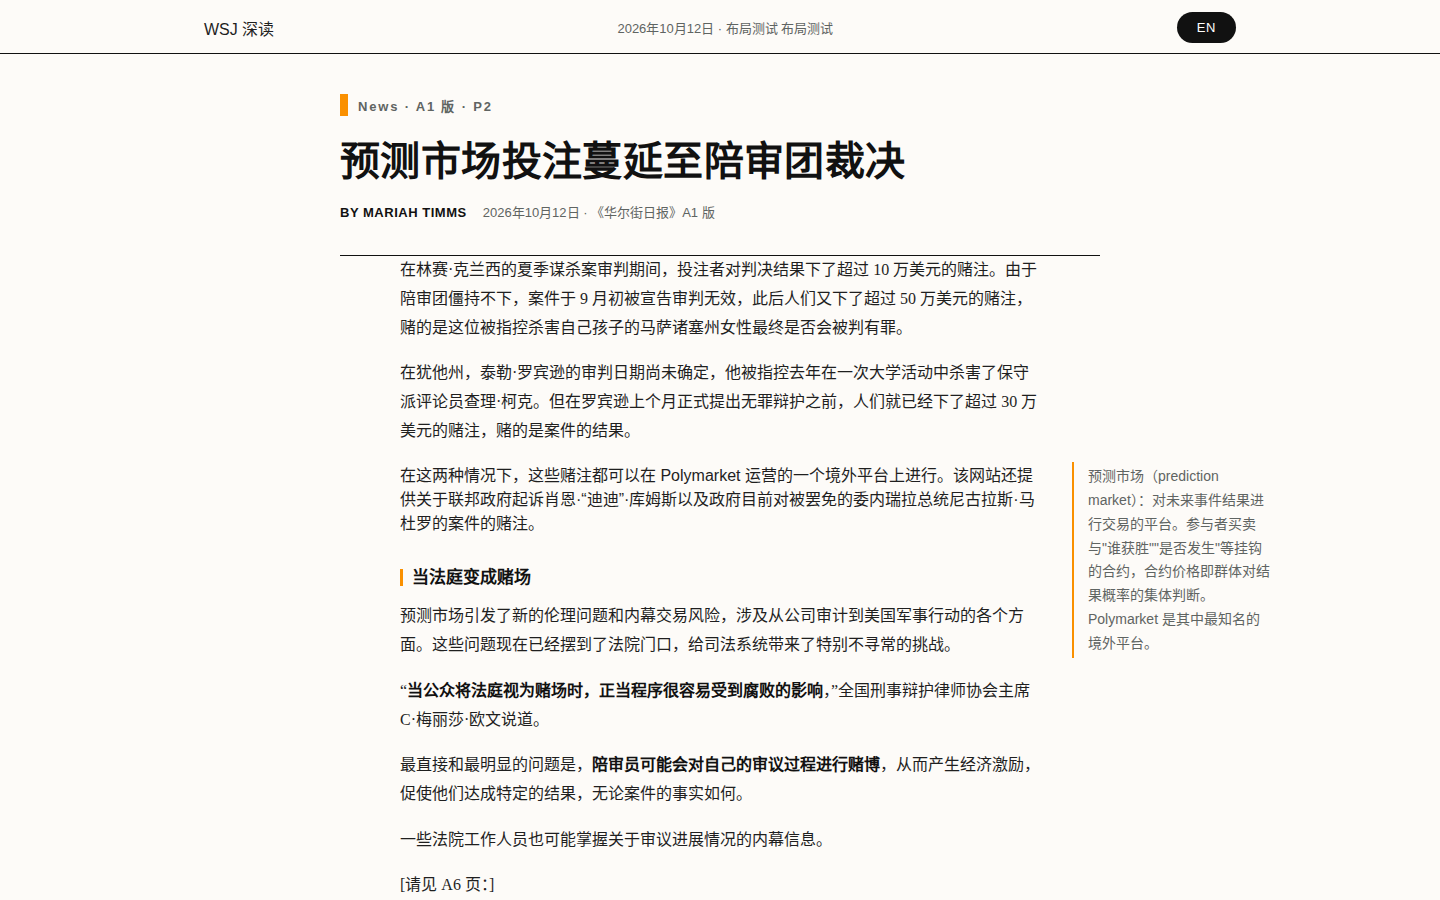 WSJ 深读
2026年10月12日 · 布局测试 布局测试
EN
News · A1 版 · P2
预测市场投注蔓延至陪审团裁决
BY MARIAH TIMMS 2026年10月12日 · 《华尔街日报》A1 版
在林赛·克兰西的夏季谋杀案审判期间，投注者对判决结果下了超过 10 万美元的赌注。由于
陪审团僵持不下，案件于 9 月初被宣告审判无效，此后人们又下了超过 50 万美元的赌注，
赌的是这位被指控杀害自己孩子的马萨诸塞州女性最终是否会被判有罪。
在犹他州，泰勒·罗宾逊的审判日期尚未确定，他被指控去年在一次大学活动中杀害了保守
派评论员查理·柯克。但在罗宾逊上个月正式提出无罪辩护之前，人们就已经下了超过 30 万
美元的赌注，赌的是案件的结果。
在这两种情况下，这些赌注都可以在 Polymarket 运营的一个境外平台上进行。该网站还提
供关于联邦政府起诉肖恩·“迪迪”·库姆斯以及政府目前对被罢免的委内瑞拉总统尼古拉斯·马
杜罗的案件的赌注。
预测市场（prediction
market）：对未来事件结果进
行交易的平台。参与者买卖
与"谁获胜""是否发生"等挂钩
的合约，合约价格即群体对结
果概率的集体判断。
Polymarket 是其中最知名的
境外平台。
当法庭变成赌场
预测市场引发了新的伦理问题和内幕交易风险，涉及从公司审计到美国军事行动的各个方
面。这些问题现在已经摆到了法院门口，给司法系统带来了特别不寻常的挑战。
“当公众将法庭视为赌场时，正当程序很容易受到腐败的影响，”全国刑事辩护律师协会主席
C·梅丽莎·欧文说道。
最直接和最明显的问题是，陪审员可能会对自己的审议过程进行赌博，从而产生经济激励，
促使他们达成特定的结果，无论案件的事实如何。
一些法院工作人员也可能掌握关于审议进展情况的内幕信息。
[请见 A6 页：]